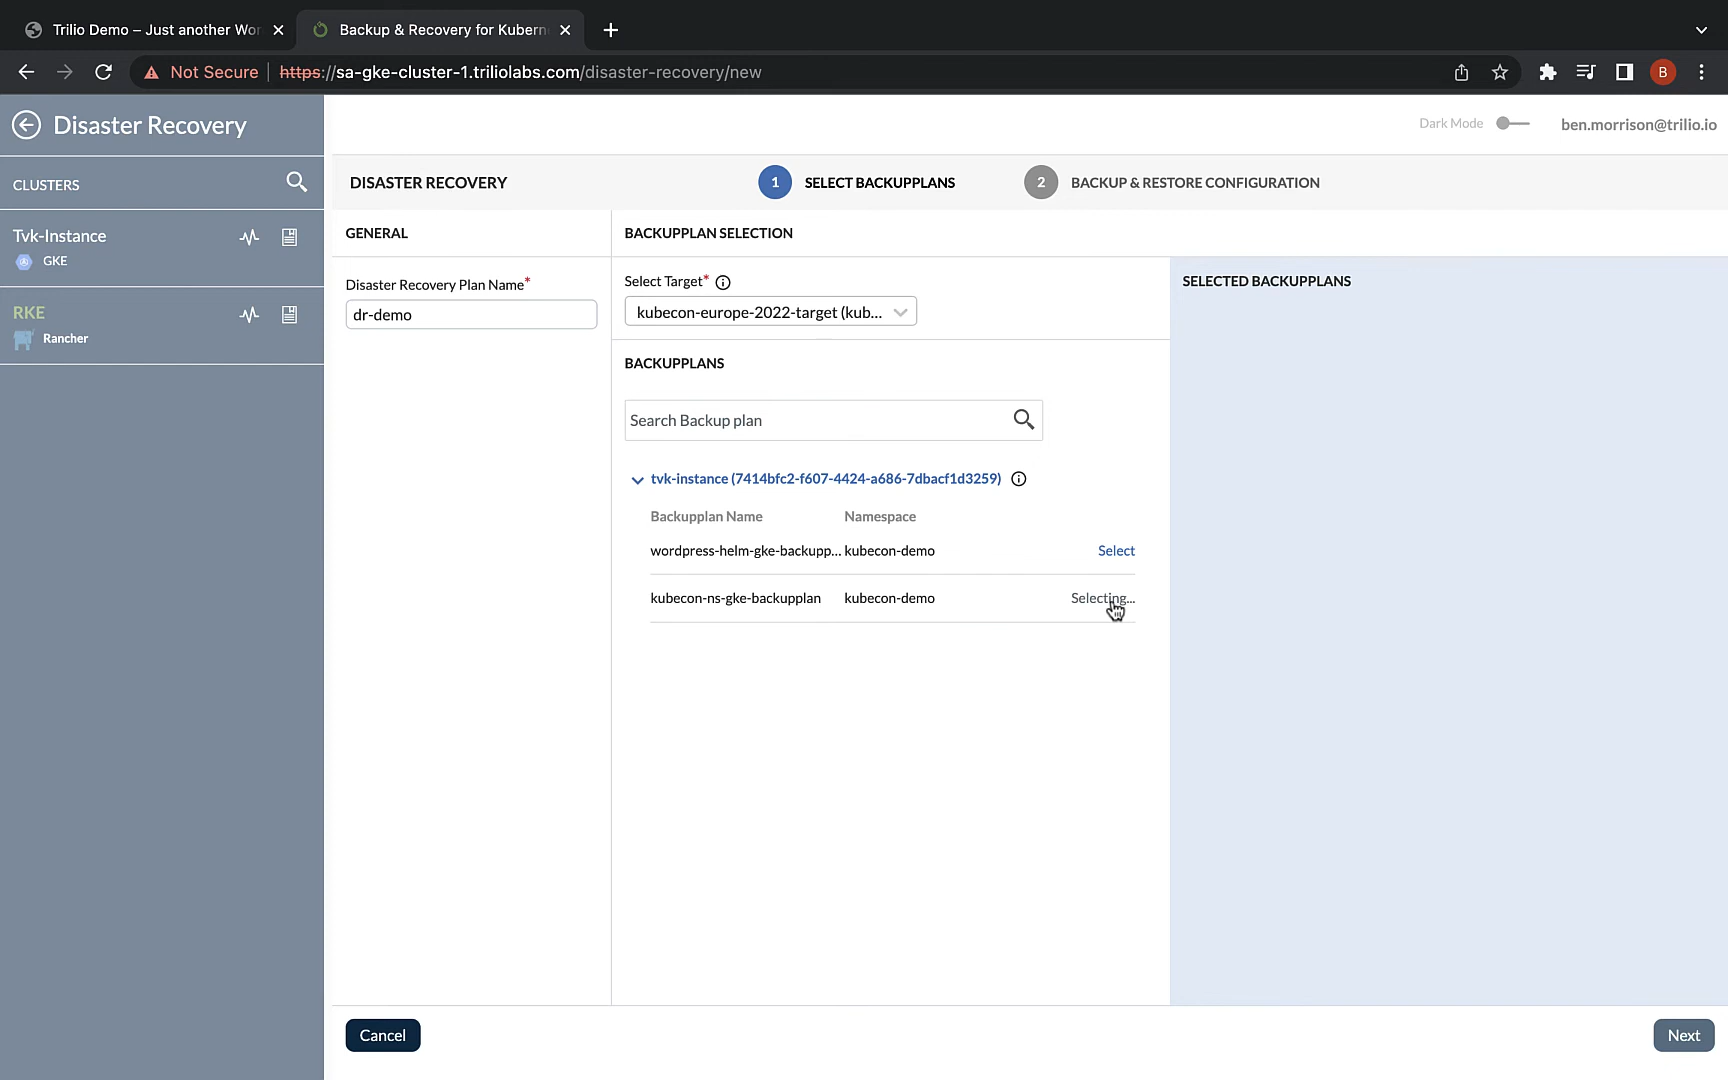 Trilio Demo – Just another Wor
Backup & Recovery for Kubern
Not Secure
https://sa-gke-cluster-1.triliolabs.com/disaster-recovery/new
B
Disaster Recovery
Dark Mode
ben.morrison@trilio.io
CLUSTERS
DISASTER RECOVERY
1 SELECT BACKUPPLANS
2 BACKUP & RESTORE CONFIGURATION
Tvk-Instance
GKE
RKE
Rancher
GENERAL
Disaster Recovery Plan Name*
dr-demo
BACKUPPLAN SELECTION
Select Target*
kubecon-europe-2022-target (kub...
BACKUPPLANS
Search Backup plan
tvk-instance (7414bfc2-f607-4424-a686-7dbacf1d3259)
Backupplan Name Namespace
wordpress-helm-gke-backupp... kubecon-demo Select
kubecon-ns-gke-backupplan kubecon-demo Selecting...
SELECTED BACKUPPLANS
Cancel
Next